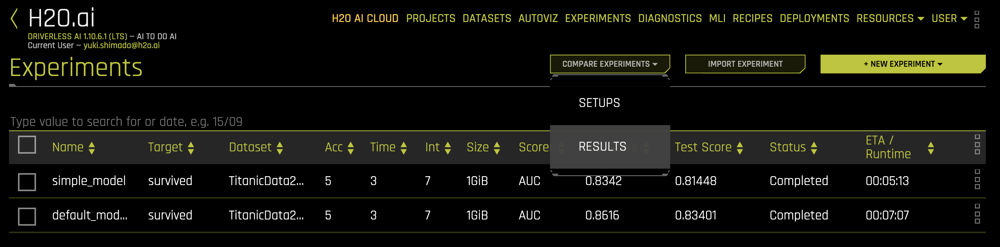 H2O.ai
H2O AI CLOUD PROJECTS DATASETS AUTOVIZ EXPERIMENTS DIAGNOSTICS MLI RECIPES DEPLOYMENTS RESOURCES USER
DRIVERLESS AI 1.10.6.1 (LTS) — AI TO DO AI
Current User — yuki.shimada@h2o.ai
Experiments
COMPARE EXPERIMENTS IMPORT EXPERIMENT + NEW EXPERIMENT
SETUPS
RESULTS
Type value to search for or date, e.g. 15/09
Name Target Dataset Acc Time Int Size Scorer Test Score Status ETA / Runtime
simple_model survived TitanicData2... 5 3 7 1GiB AUC 0.8342 0.81448 Completed 00:05:13
default_mod... survived TitanicData2... 5 3 7 1GiB AUC 0.8616 0.83401 Completed 00:07:07